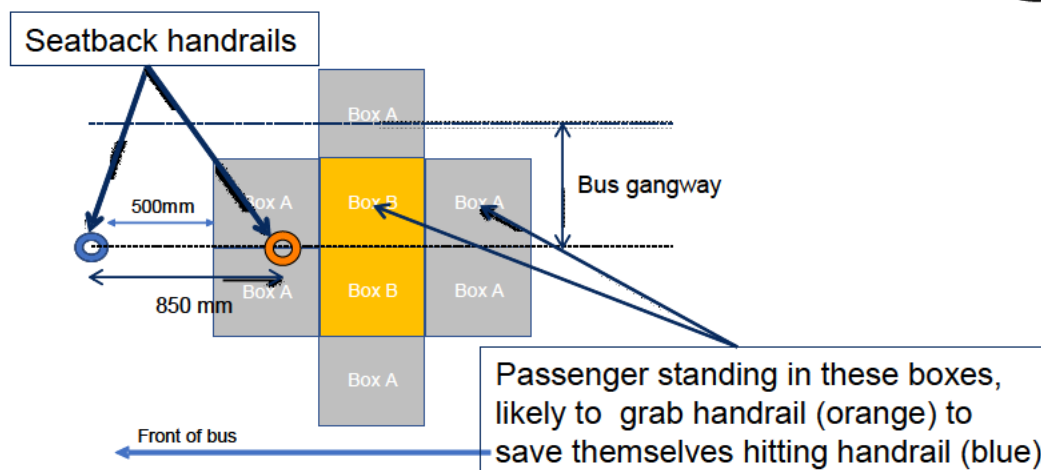 Seatback handrails
Box A
Bus gangway
Box A
Box B
Box A
500mm
850 mm
Box A
Box B
Box A
Box A
Passenger standing in these boxes,
likely to grab handrail (orange) to
save themselves hitting handrail (blue)
Front of bus